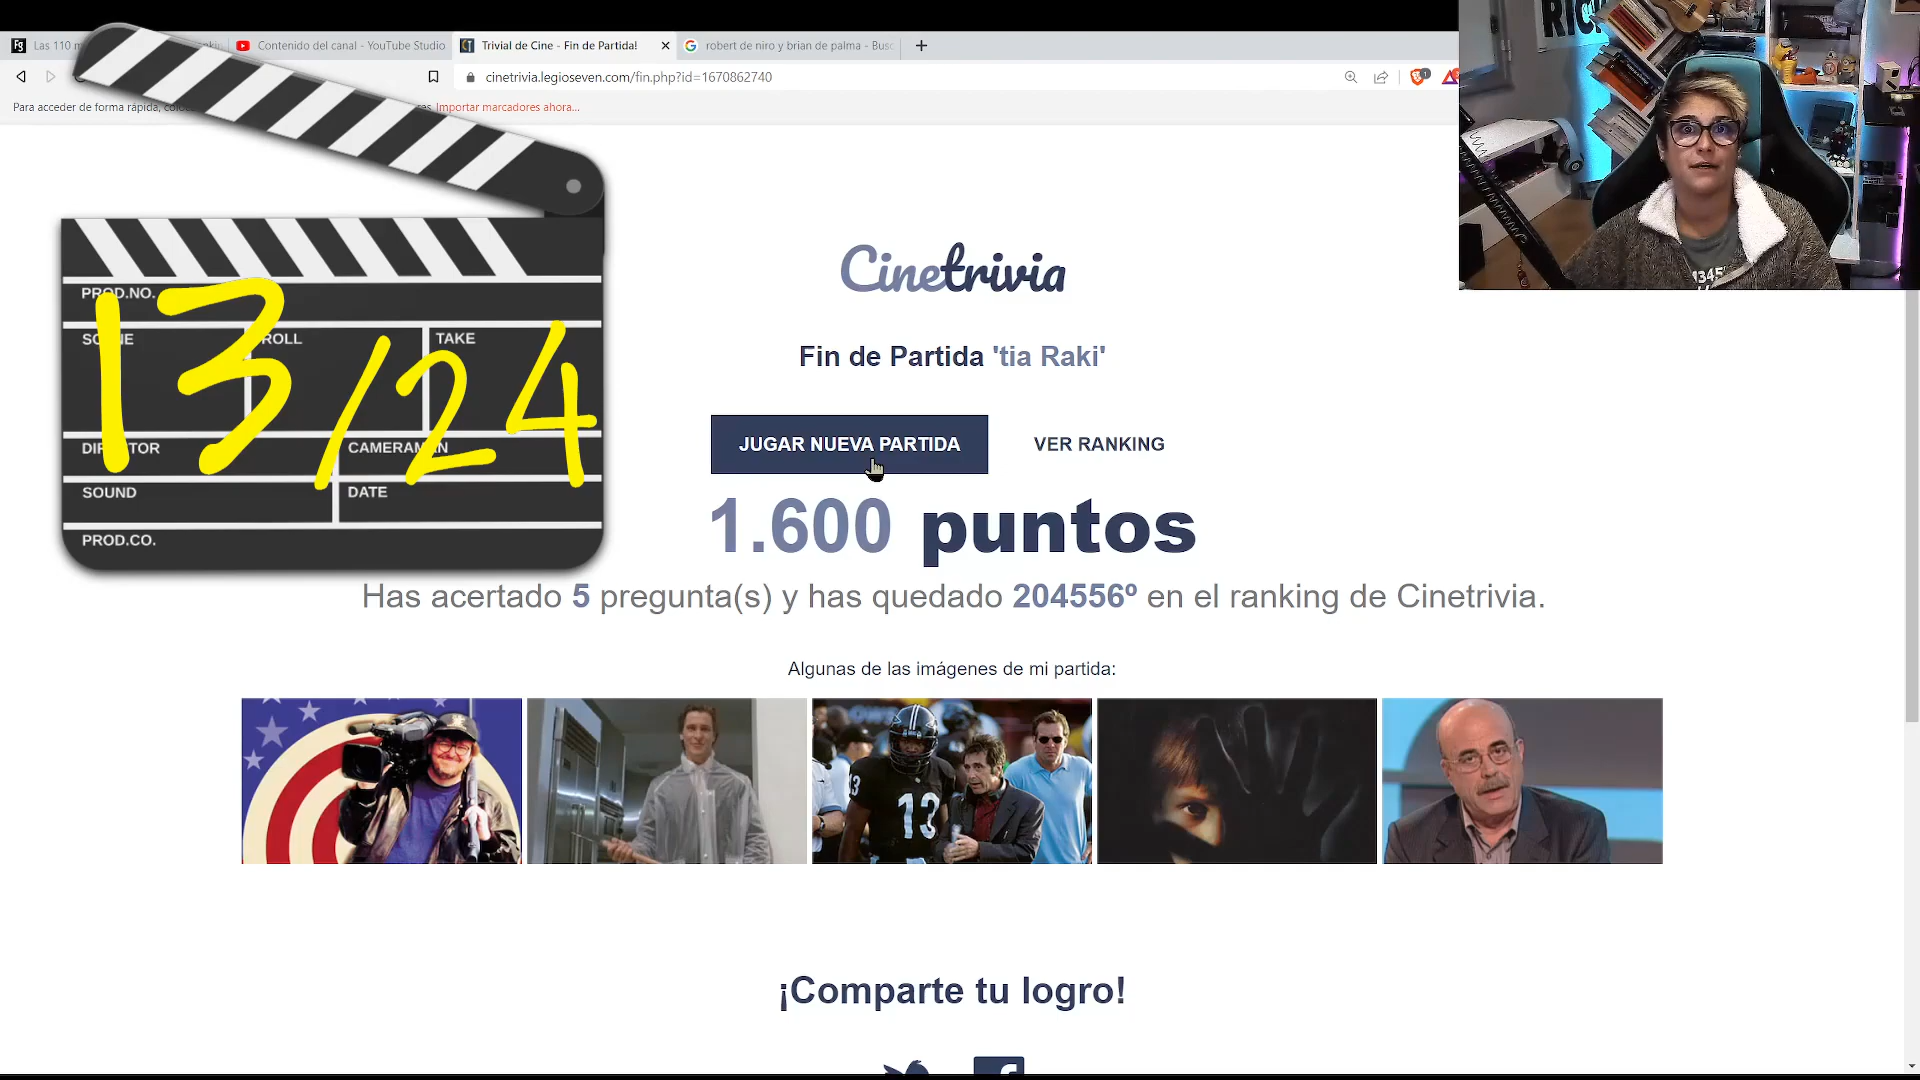 Las 110 m
Contenido del canal - YouTube Studio
Trivial de Cine - Fin de Partida!
robert de niro y brian de palma - Busc
cinetrivia.legioseven.com/fin.php?id=1670862740
Para acceder de forma rápida, coloc
Importar marcadores ahora...
PROD.NO.
SCENE
ROLL
TAKE
13/24
DIRECTOR
CAMERAMAN
SOUND
DATE
PROD.CO.
Cinetrivia
Fin de Partida 'tia Raki'
JUGAR NUEVA PARTIDA
VER RANKING
1.600 puntos
Has acertado 5 pregunta(s) y has quedado 204556º en el ranking de Cinetrivia.
Algunas de las imágenes de mi partida:
13
¡Comparte tu logro!